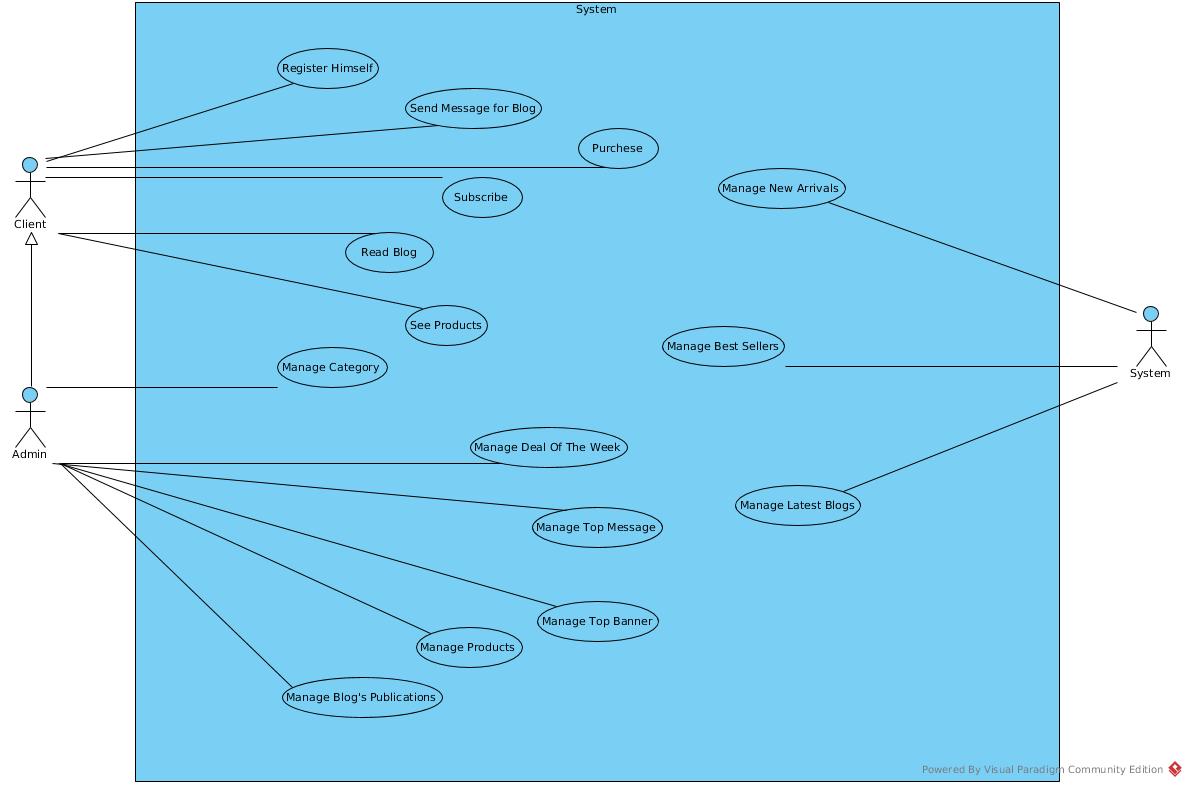 System
Register Himself
Send Message for Blog
Purchese
Manage New Arrivals
Subscribe
Client
Read Blog
See Products
Manage Best Sellers
Manage Category
System
Admin
Manage Deal Of The Week
Manage Latest Blogs
Manage Top Message
Manage Top Banner
Manage Products
Manage Blog's Publications
Powered By Visual Paradigm Community Edition